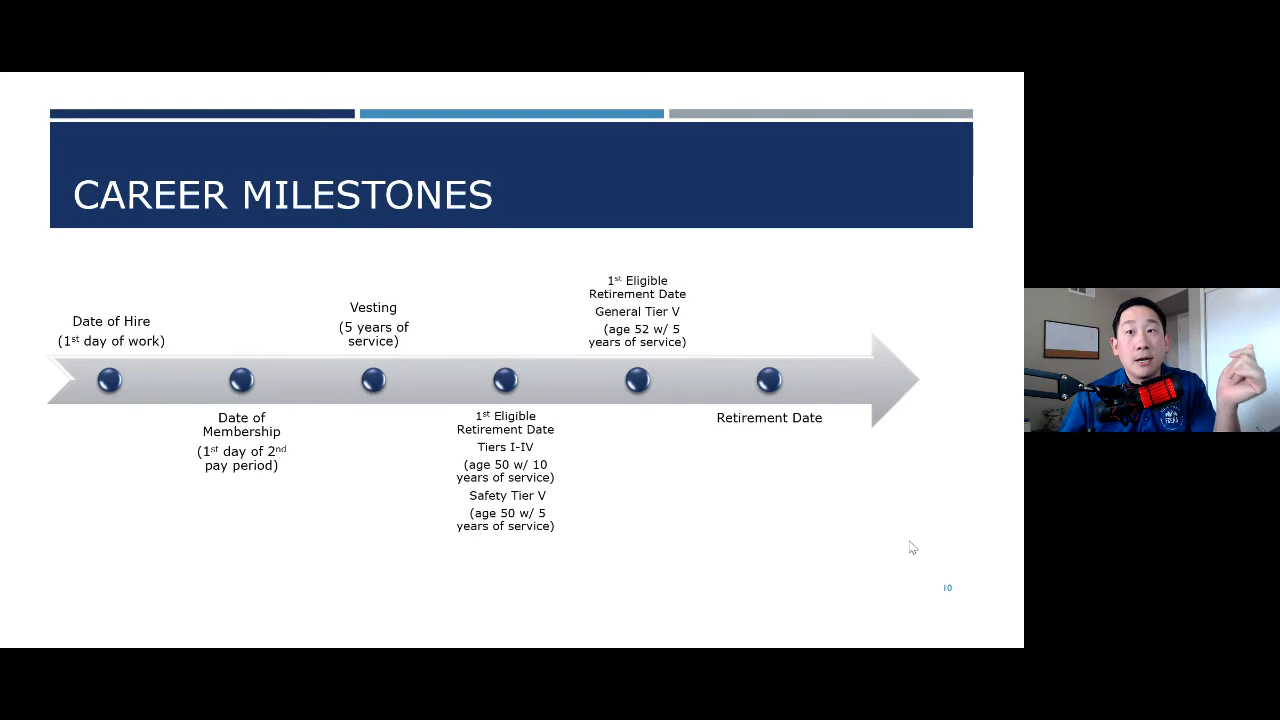 CAREER MILESTONES
Date of Hire
(1st day of work)
Date of
Membership
(1st day of 2nd
pay period)
Vesting
(5 years of
service)
1st Eligible
Retirement Date
Tiers I-IV
(age 50 w/ 10
years of service)
Safety Tier V
(age 50 w/ 5
years of service)
1st Eligible
Retirement Date
General Tier V
(age 52 w/ 5
years of service)
Retirement Date
10